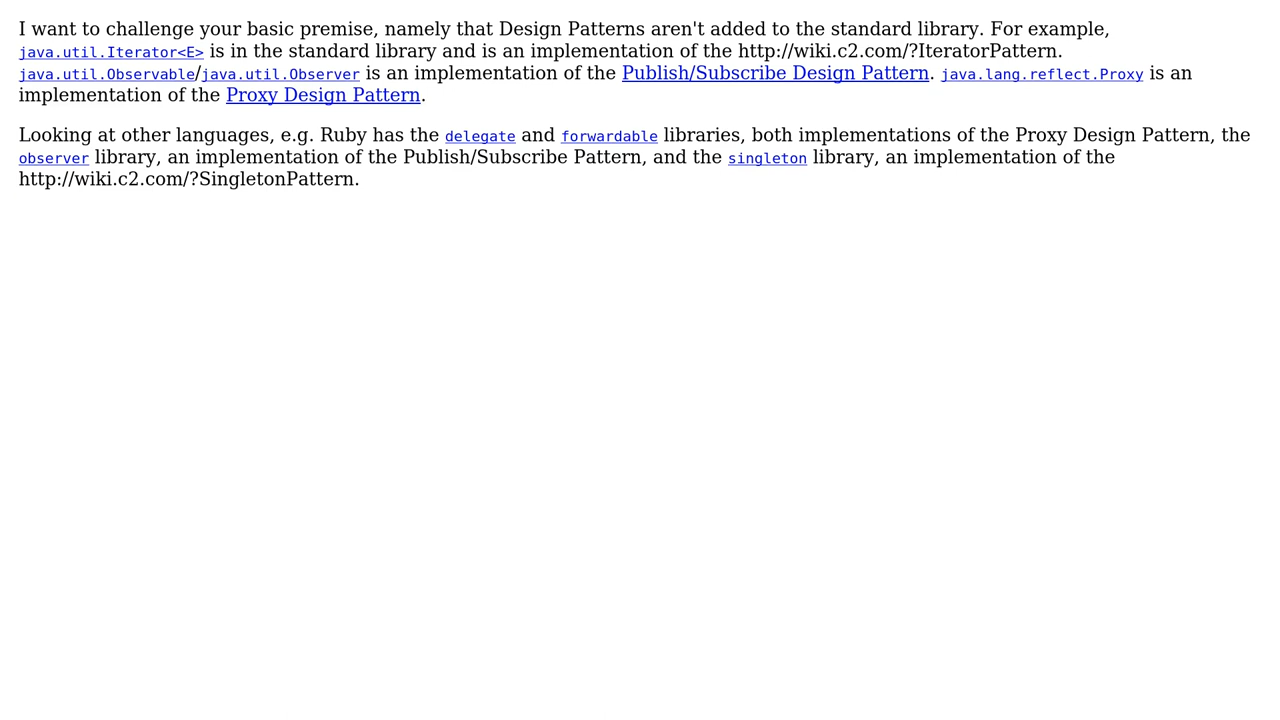 I want to challenge your basic premise, namely that Design Patterns aren't added to the standard library. For example,
java.util.Iterator<E> is in the standard library and is an implementation of the http://wiki.c2.com/?IteratorPattern.
java.util.Observable/java.util.Observer is an implementation of the Publish/Subscribe Design Pattern. java.lang.reflect.Proxy is an
implementation of the Proxy Design Pattern.
Looking at other languages, e.g. Ruby has the delegate and forwardable libraries, both implementations of the Proxy Design Pattern, the
observer library, an implementation of the Publish/Subscribe Pattern, and the singleton library, an implementation of the
http://wiki.c2.com/?SingletonPattern.